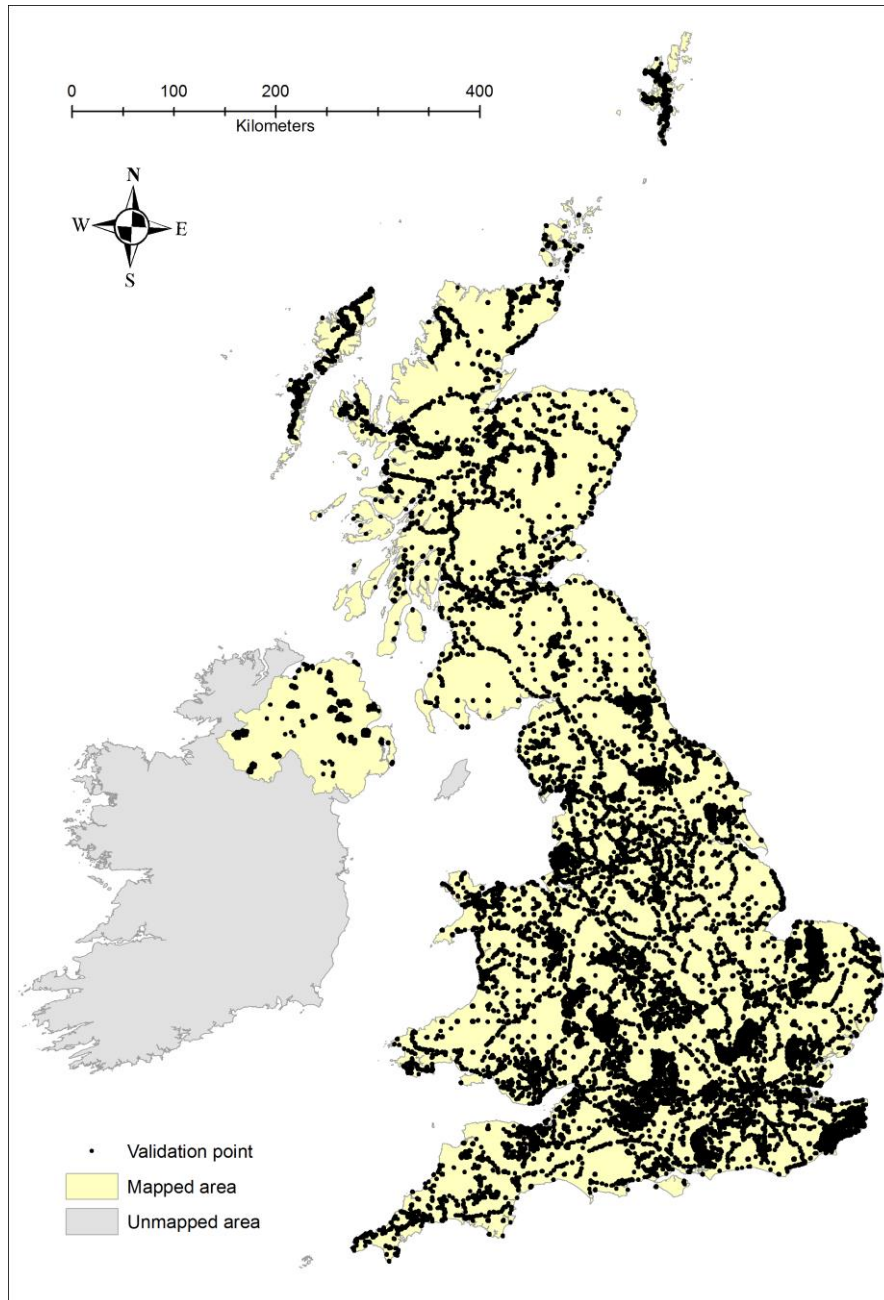 0 100 200 400
Kilometers
N
W E
S
Validation point
Mapped area
Unmapped area